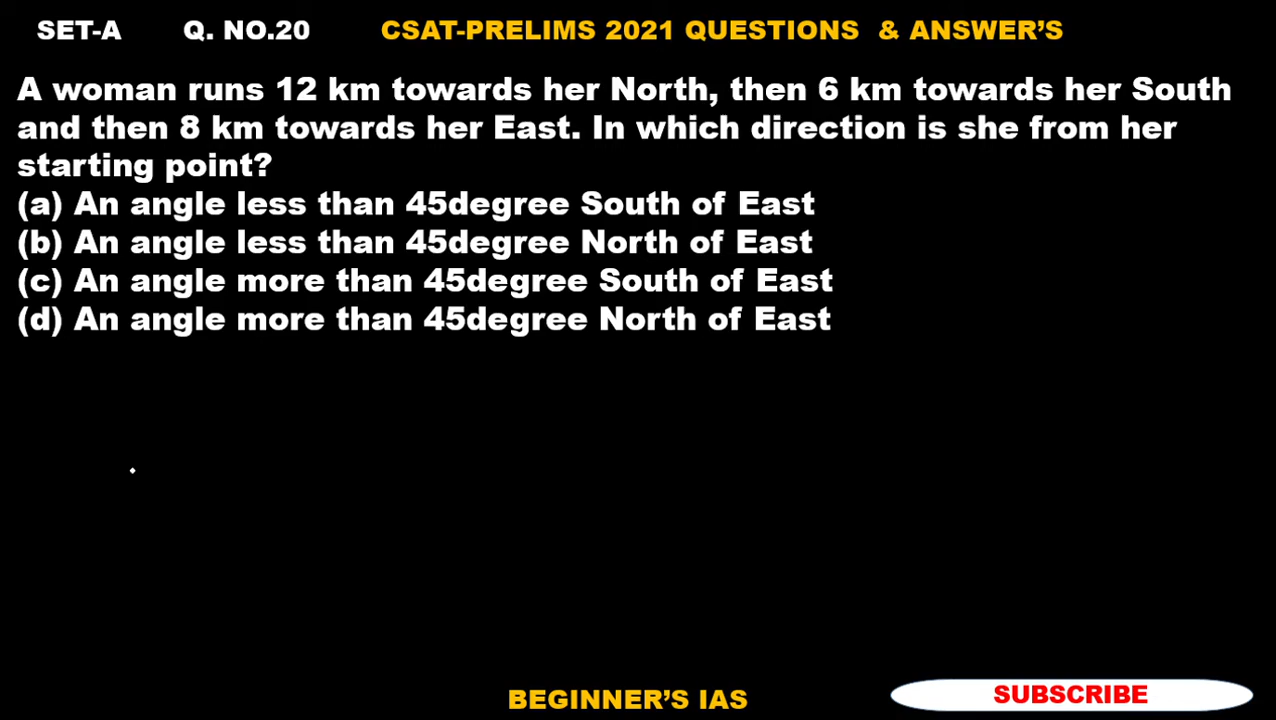 SET-A Q. NO.20 CSAT-PRELIMS 2021 QUESTIONS & ANSWER'S
A woman runs 12 km towards her North, then 6 km towards her South
and then 8 km towards her East. In which direction is she from her
starting point?
(a) An angle less than 45degree South of East
(b) An angle less than 45degree North of East
(c) An angle more than 45degree South of East
(d) An angle more than 45degree North of East
BEGINNER'S IAS
SUBSCRIBE